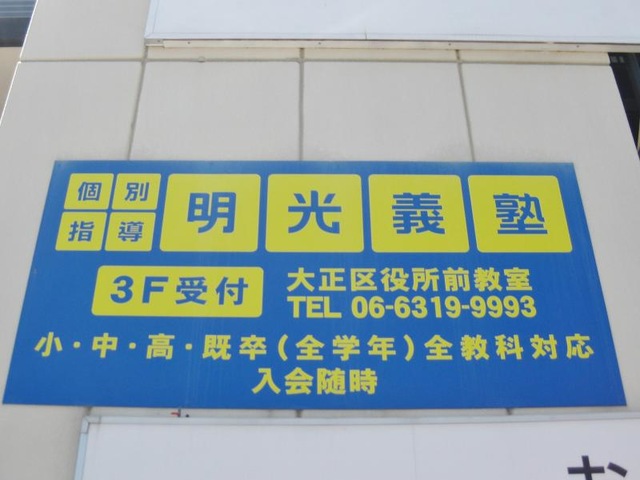 個別指導 明光義塾
3F受付 大正区役所前教室
TEL 06-6319-9993
小・中・高・既卒(全学年)全教科対応
入会随時
お